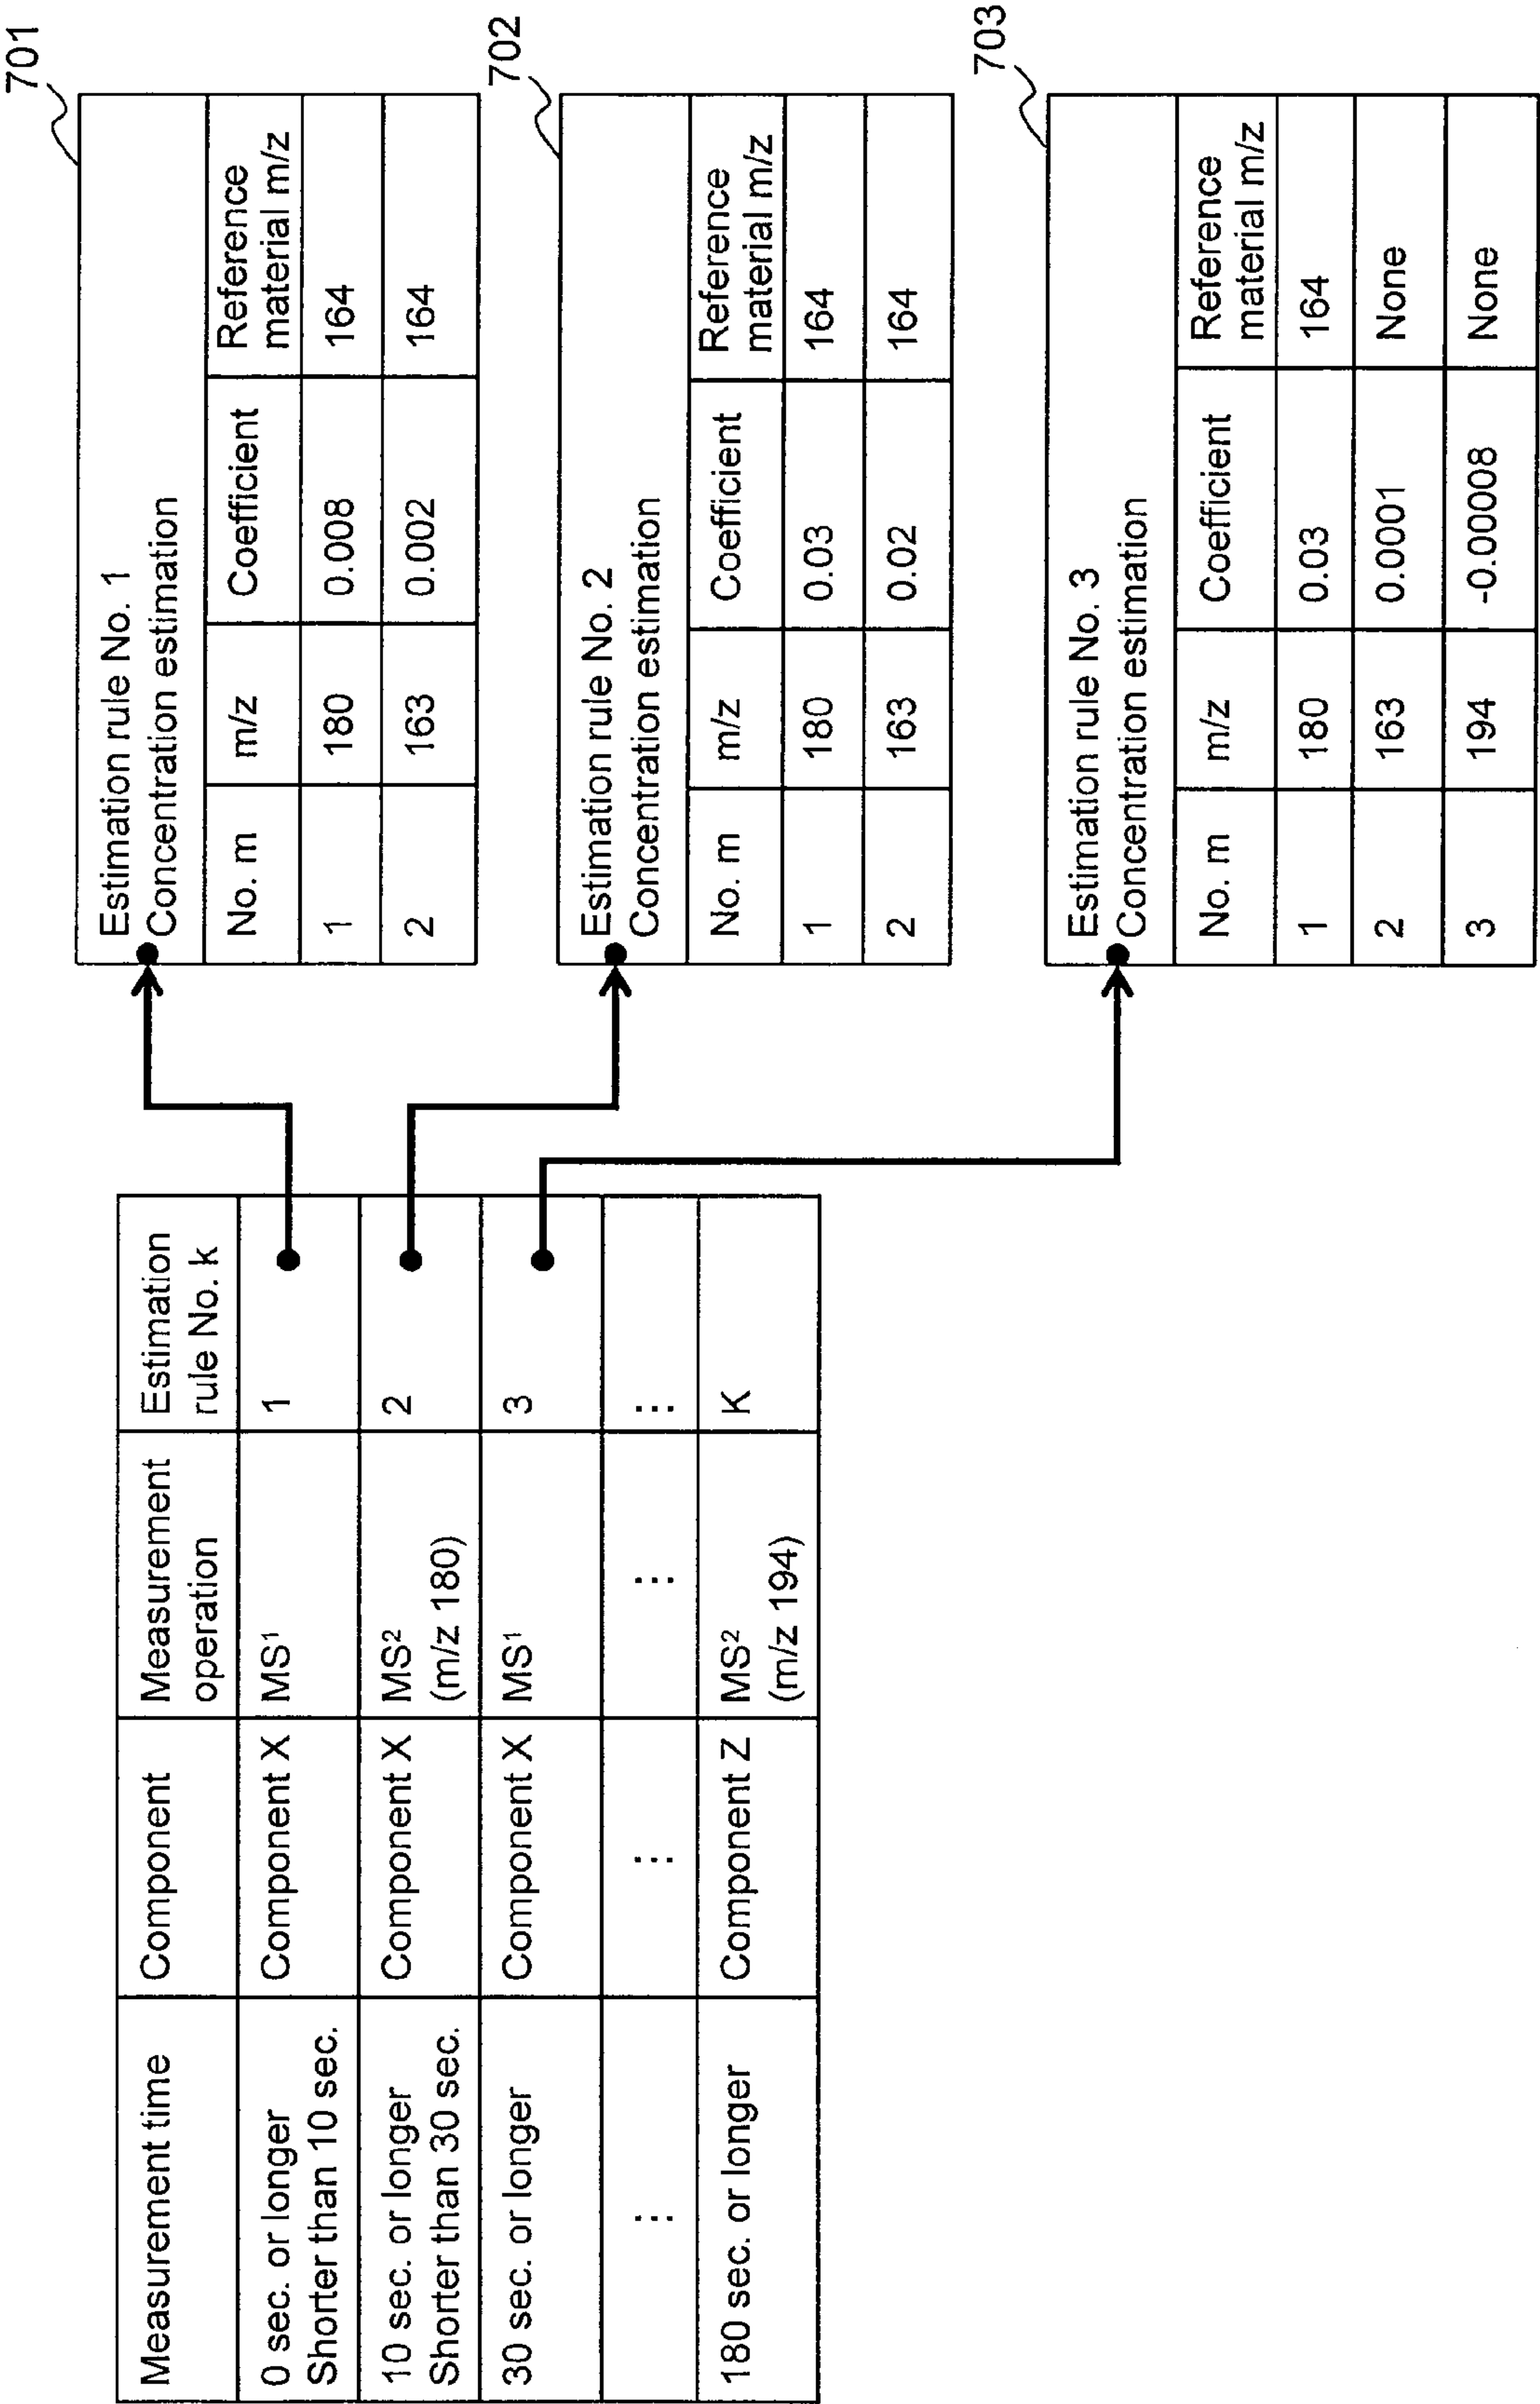 Measurement time
Component
Measurement
operation
Estimation
rule No. k
0 sec. or longer
Shorter than 10 sec.
Component X
MS¹
1
10 sec. or longer
Shorter than 30 sec.
Component X
MS²
(m/z 180)
2
30 sec. or longer
Component X
MS¹
3
...
...
...
...
180 sec. or longer
Component Z
MS²
(m/z 194)
K
701
Estimation rule No. 1
Concentration estimation
No. m
m/z
Coefficient
Reference
material m/z
1
180
0.008
164
2
163
0.002
164
702
Estimation rule No. 2
Concentration estimation
No. m
m/z
Coefficient
Reference
material m/z
1
180
0.03
164
2
163
0.02
164
703
Estimation rule No. 3
Concentration estimation
No. m
m/z
Coefficient
Reference
material m/z
1
180
0.03
164
2
163
0.0001
None
3
194
-0.00008
None